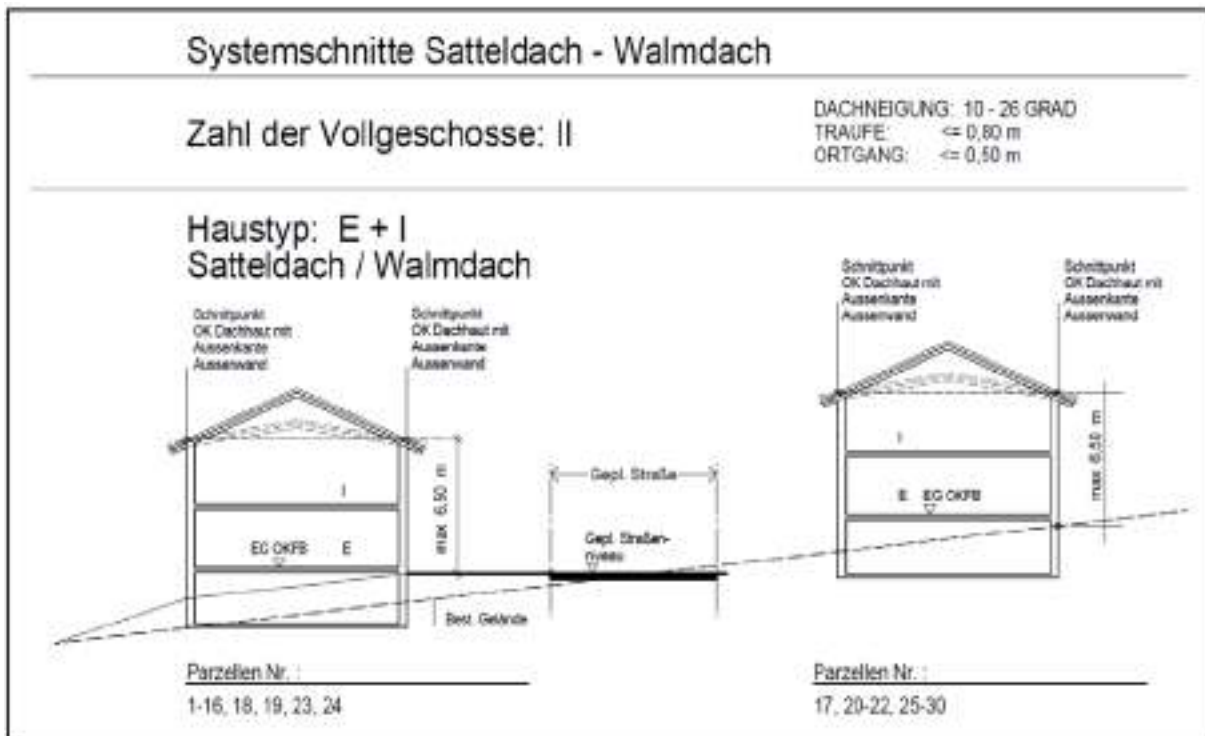 Systemschnitte Satteldach - Walmdach
Zahl der Vollgeschosse: II
DACHNEIGUNG: 10 - 26 GRAD
TRAUFE: <= 0,80 m
ORTGANG: <= 0,50 m
Haustyp: E + I
Satteldach / Walmdach
Schnittpunkt
OK Dachhaut mit
Aussenkante
Aussenwand
Schnittpunkt
OK Dachhaut mit
Aussenkante
Aussenwand
I
EG OKFB E
max 6,50 m
Gepl. Straße
Gepl. Straßen-
niveau
Best. Gelände
Parzellen Nr. :
1-16, 18, 19, 23, 24
Schnittpunkt
OK Dachhaut mit
Aussenkante
Aussenwand
Schnittpunkt
OK Dachhaut mit
Aussenkante
Aussenwand
I
E EG OKFB
max 6,50 m
Parzellen Nr. :
17, 20-22, 25-30